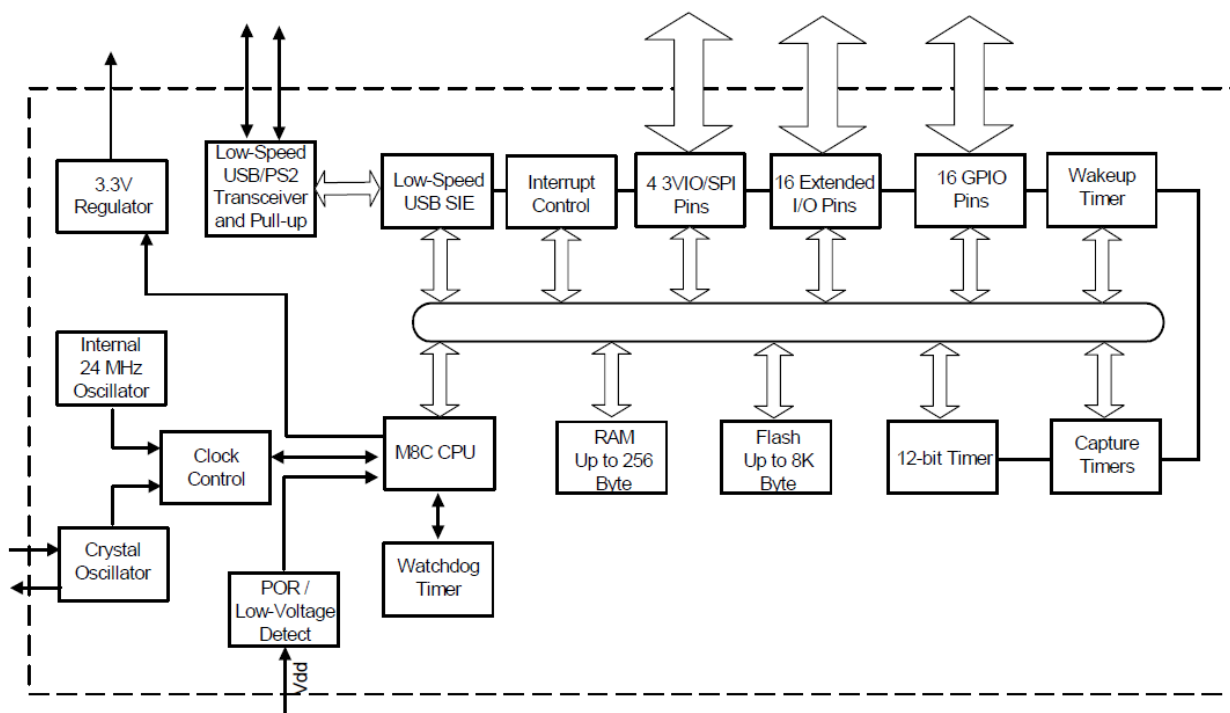 3.3V
Regulator
Low-Speed
USB/PS2
Transceiver
and Pull-up
Low-Speed
USB SIE
Interrupt
Control
4 3VIO/SPI
Pins
16 Extended
I/O Pins
16 GPIO
Pins
Wakeup
Timer
Internal
24 MHz
Oscillator
Clock
Control
M8C CPU
RAM
Up to 256
Byte
Flash
Up to 8K
Byte
12-bit Timer
Capture
Timers
Crystal
Oscillator
POR /
Low-Voltage
Detect
Watchdog
Timer
Vdd